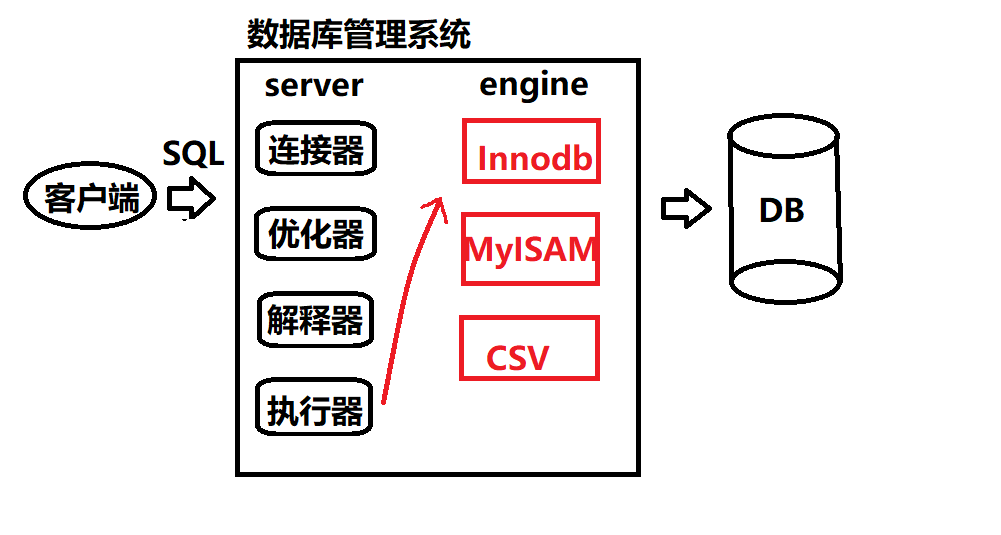 数据库管理系统
server
engine
连接器
Innodb
SQL
客户端
优化器
MyISAM
DB
解释器
CSV
执行器